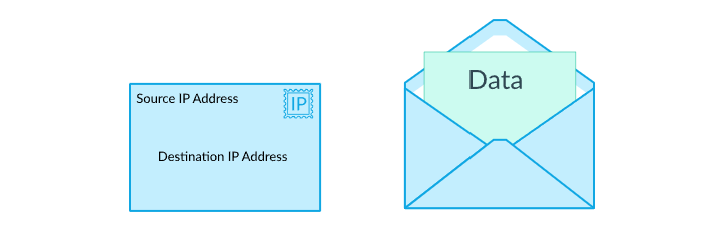 Source IP Address
IP
Destination IP Address
Data